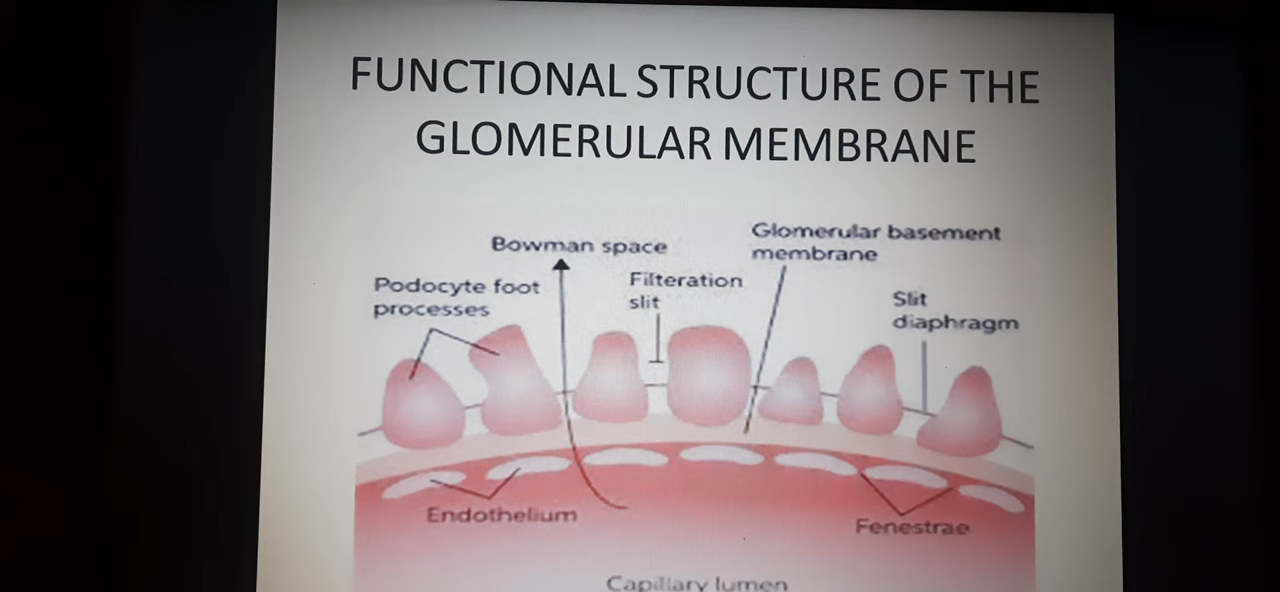 FUNCTIONAL STRUCTURE OF THE
GLOMERULAR MEMBRANE
Bowman space
Glomerular basement
membrane
Podocyte foot
processes
Filteration
slit
Slit
diaphragm
Endothelium
Fenestrae
Capillary lumen